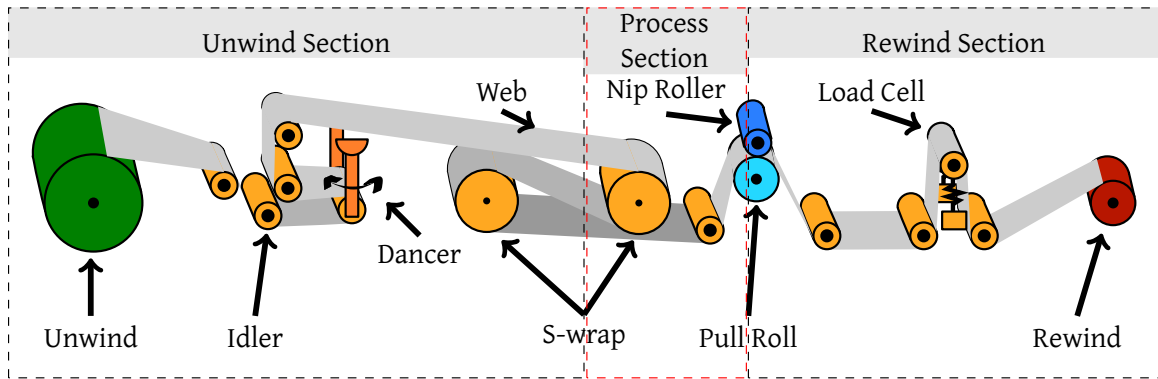 Unwind Section
Process
Section
Rewind Section
Web
Nip Roller
Load Cell
Dancer
Unwind
Idler
S-wrap
Pull Roll
Rewind